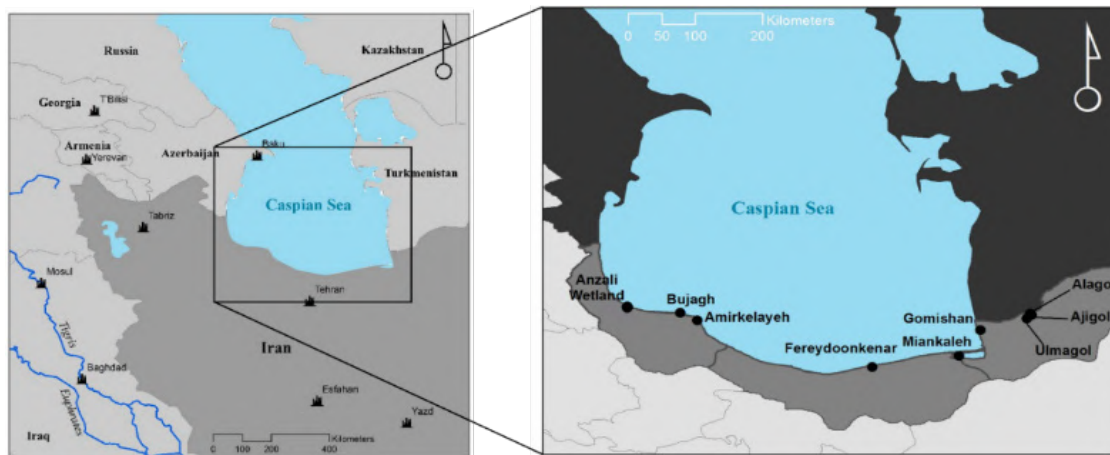 Russin
Kazakhstan
Georgia
T'Bilisi
Armenia
Yerevan
Azerbaijan
Baku
Turkmenistan
Caspian Sea
Tabriz
Mosul
Tehran
Tigris
Iran
Baghdad
Esfahan
Euphrates
Yazd
Iraq
0 100 200 400
Kilometers
0 50 100 200
Kilometers
Caspian Sea
Anzali
Wetland
Bujagh
Amirkelayeh
Fereydoonkenar
Gomishan
Miankaleh
Alagol
Ajigol
Ulmagol